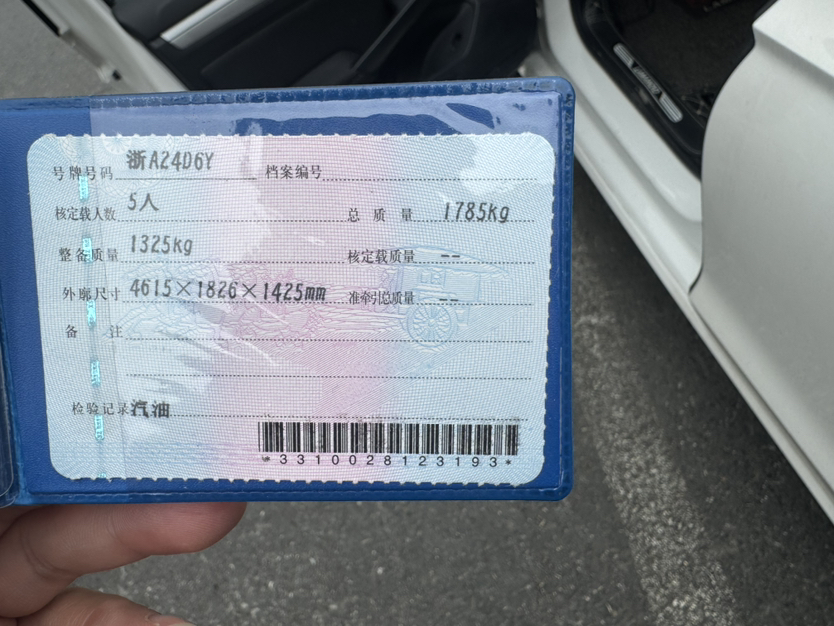 号牌号码 浙A24D6Y 档案编号
核定载人数 5人 总质量 1785kg
整备质量 1325kg 核定载质量 --
外廓尺寸 4615×1826×1425mm 准牵引总质量 --
备注
检验记录 汽油
*3310028123193*